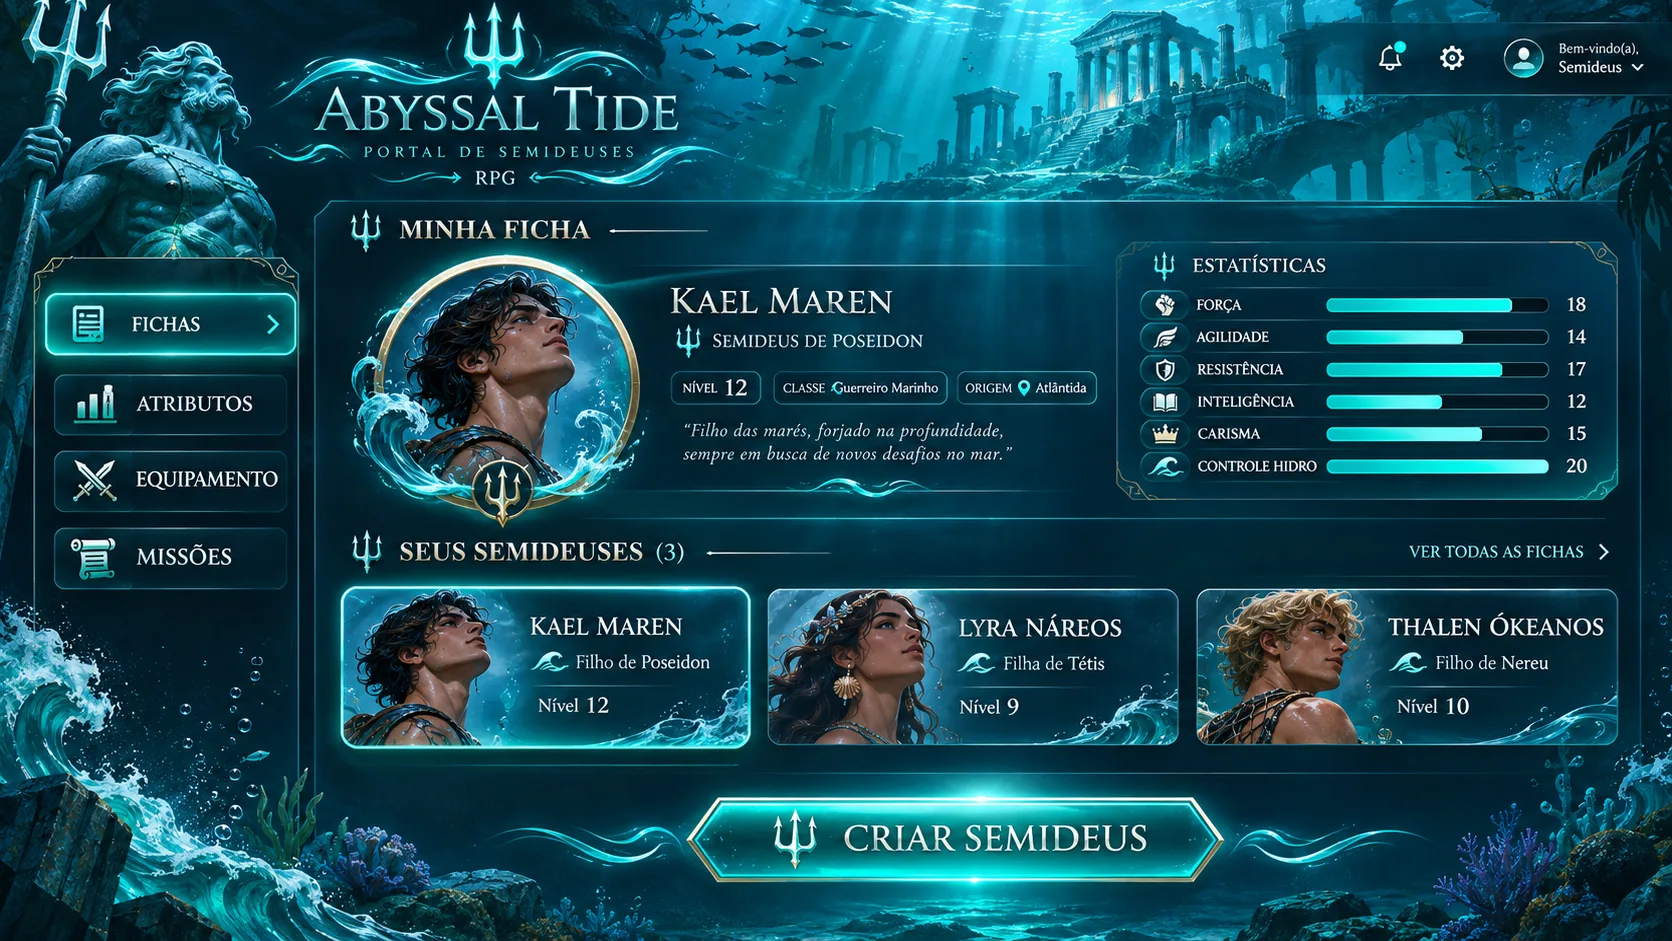 ABYSSAL TIDE
PORTAL DE SEMIDEUSES
RPG
Bem-vindo(a),
Semideus
FICHAS
ATRIBUTOS
EQUIPAMENTO
MISSÕES
MINHA FICHA
KAEL MAREN
SEMIDEUS DE POSEIDON
NÍVEL 12
CLASSE Guerreiro Marinho
ORIGEM Atlântida
“Filho das marés, forjado na profundidade,
sempre em busca de novos desafios no mar.”
ESTATÍSTICAS
FORÇA 18
AGILIDADE 14
RESISTÊNCIA 17
INTELIGÊNCIA 12
CARISMA 15
CONTROLE HIDRO 20
SEUS SEMIDEUSES (3)
VER TODAS AS FICHAS
KAEL MAREN
Filho de Poseidon
Nível 12
LYRA NÁREOS
Filha de Tétis
Nível 9
THALEN ÓKEANOS
Filho de Nereu
Nível 10
CRIAR SEMIDEUS